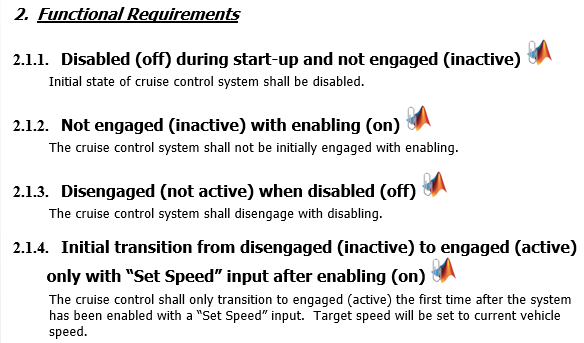 2. Functional Requirements
2.1.1. Disabled (off) during start-up and not engaged (inactive)
Initial state of cruise control system shall be disabled.
2.1.2. Not engaged (inactive) with enabling (on)
The cruise control system shall not be initially engaged with enabling.
2.1.3. Disengaged (not active) when disabled (off)
The cruise control system shall disengage with disabling.
2.1.4. Initial transition from disengaged (inactive) to engaged (active)
only with “Set Speed” input after enabling (on)
The cruise control shall only transition to engaged (active) the first time after the system
has been enabled with a “Set Speed” input. Target speed will be set to current vehicle
speed.